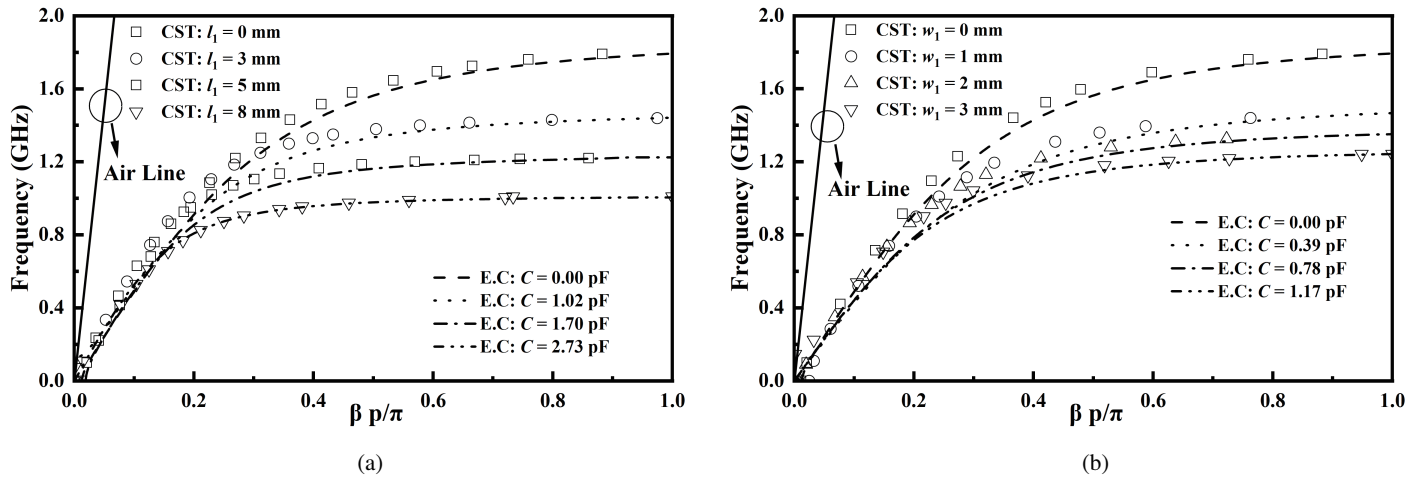 2.0
1.6
1.2
0.8
0.4
0.0
Frequency (GHz)
CST: l₁ = 0 mm
CST: l₁ = 3 mm
CST: l₁ = 5 mm
CST: l₁ = 8 mm
Air Line
E.C: C = 0.00 pF
E.C: C = 1.02 pF
E.C: C = 1.70 pF
E.C: C = 2.73 pF
0.0 0.2 0.4 0.6 0.8 1.0
β p/π
(a)
2.0
1.6
1.2
0.8
0.4
0.0
Frequency (GHz)
CST: w₁ = 0 mm
CST: w₁ = 1 mm
CST: w₁ = 2 mm
CST: w₁ = 3 mm
Air Line
E.C: C = 0.00 pF
E.C: C = 0.39 pF
E.C: C = 0.78 pF
E.C: C = 1.17 pF
0.0 0.2 0.4 0.6 0.8 1.0
β p/π
(b)